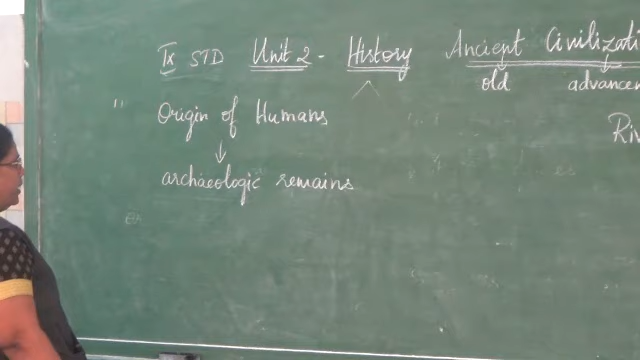 IX STD Unit 2 - History Ancient Civilizati
old advancem
Origin of Humans Riv
archaeologic remains